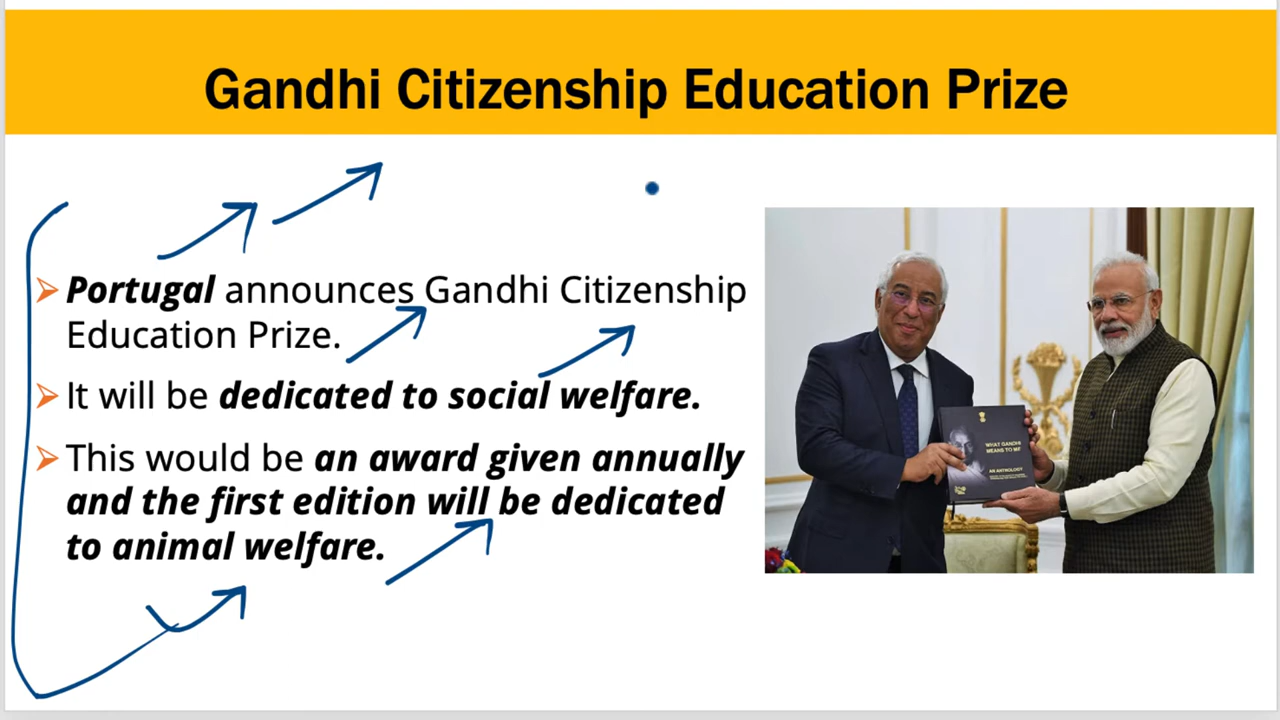 Gandhi Citizenship Education Prize
Portugal announces Gandhi Citizenship
Education Prize.
It will be dedicated to social welfare.
This would be an award given annually
and the first edition will be dedicated
to animal welfare.
WHAT GANDHI
MEANS TO ME
AN ANTHOLOGY